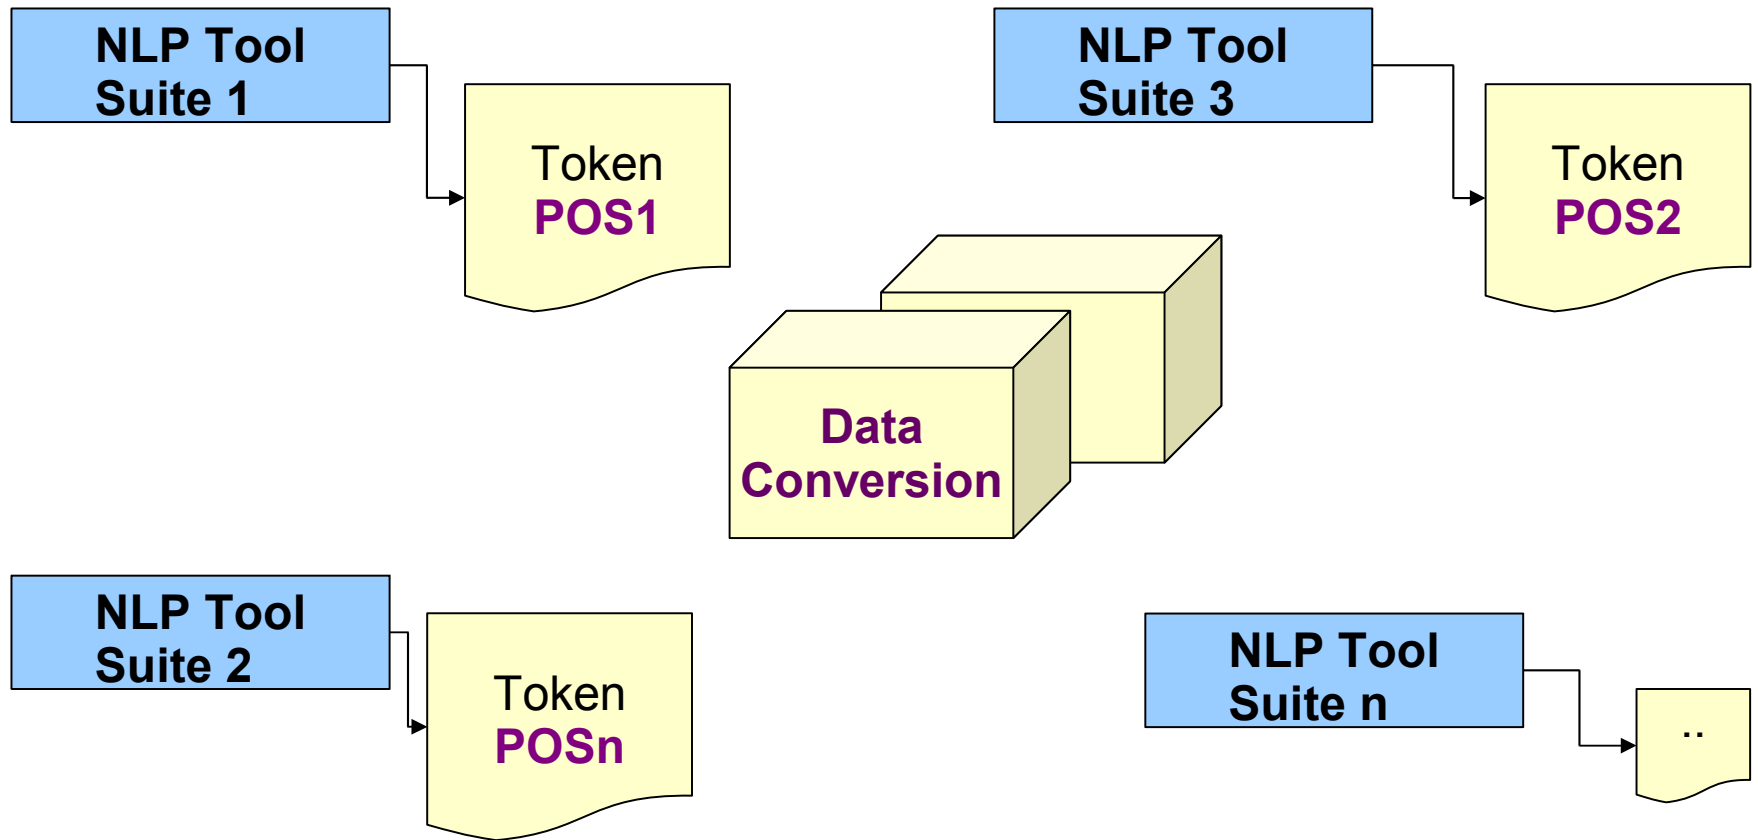 NLP Tool
Suite 1
Token
POS1
NLP Tool
Suite 3
Token
POS2
Data
Conversion
NLP Tool
Suite 2
Token
POSn
NLP Tool
Suite n
..